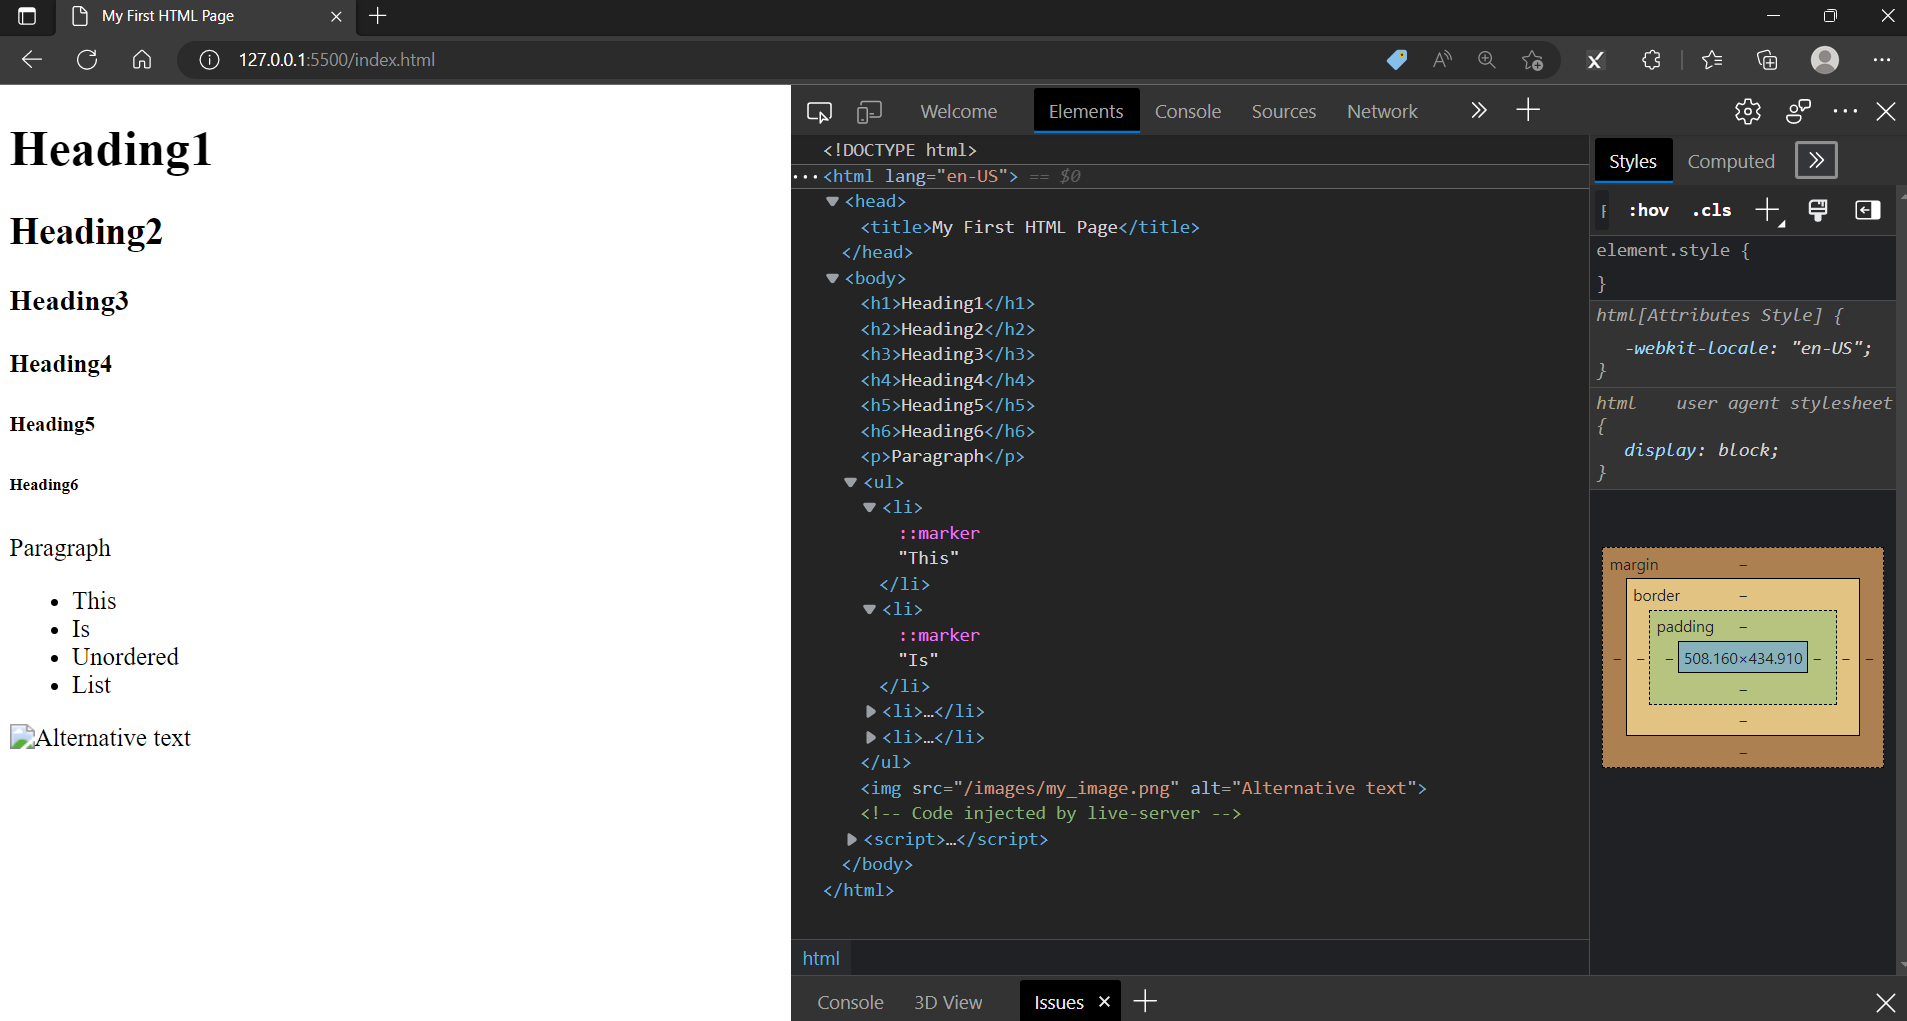 My First HTML Page
127.0.0.1:5500/index.html
Heading1
Heading2
Heading3
Heading4
Heading5
Heading6
Paragraph
• This
• Is
• Unordered
• List
Alternative text
Welcome Elements Console Sources Network
<!DOCTYPE html>
···<html lang="en-US"> == $0
<head>
<title>My First HTML Page</title>
</head>
<body>
<h1>Heading1</h1>
<h2>Heading2</h2>
<h3>Heading3</h3>
<h4>Heading4</h4>
<h5>Heading5</h5>
<h6>Heading6</h6>
<p>Paragraph</p>
<ul>
<li>
::marker
"This"
</li>
<li>
::marker
"Is"
</li>
<li>…</li>
<li>…</li>
</ul>
<img src="/images/my_image.png" alt="Alternative text">
<!-- Code injected by live-server -->
<script>…</script>
</body>
</html>
html
Styles Computed
:hov .cls
element.style {
}
html[Attributes Style] {
-webkit-locale: "en-US";
}
html user agent stylesheet
{
display: block;
}
margin –
border –
padding –
– – – 508.160×434.910 – – –
–
–
–
Console 3D View Issues